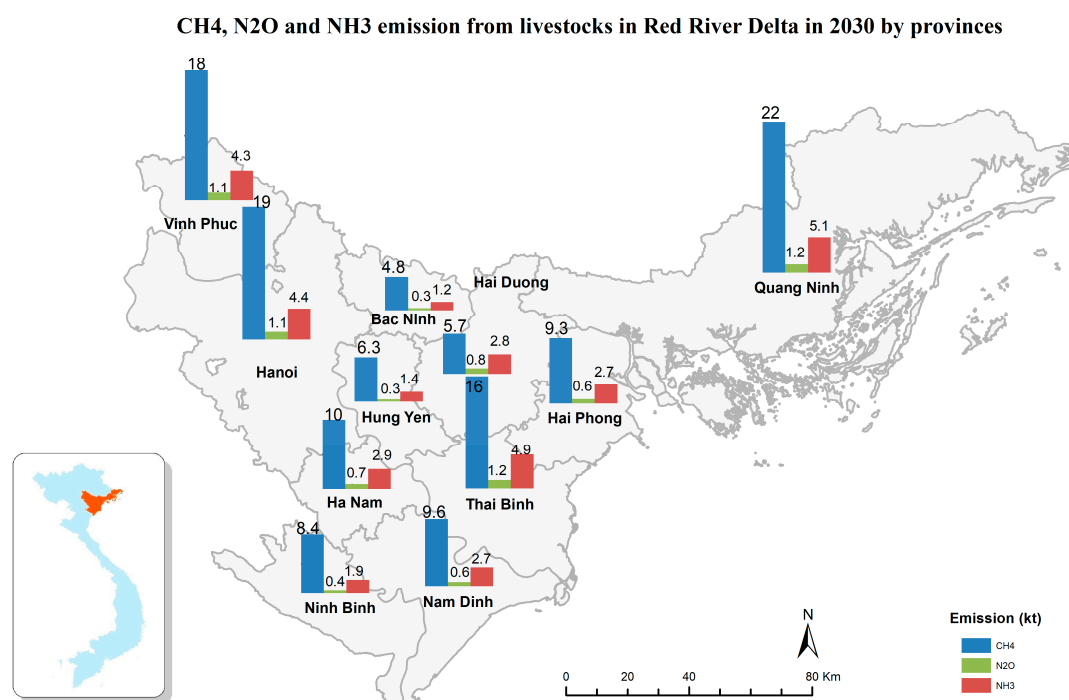 CH4, N2O and NH3 emission from livestocks in Red River Delta in 2030 by provinces
18
1.1
4.3
Vinh Phuc
19
1.1
4.4
Hanoi
22
1.2
5.1
Quang Ninh
4.8
0.3
1.2
Bac NInh
Hai Duong
5.7
0.8
2.8
9.3
0.6
2.7
Hai Phong
6.3
0.3
1.4
Hung Yen
16
1.2
4.9
Thai Binh
10
0.7
2.9
Ha Nam
8.4
0.4
1.9
Ninh Binh
9.6
0.6
2.7
Nam Dinh
N
0 20 40 80 Km
Emission (kt)
CH4
N2O
NH3